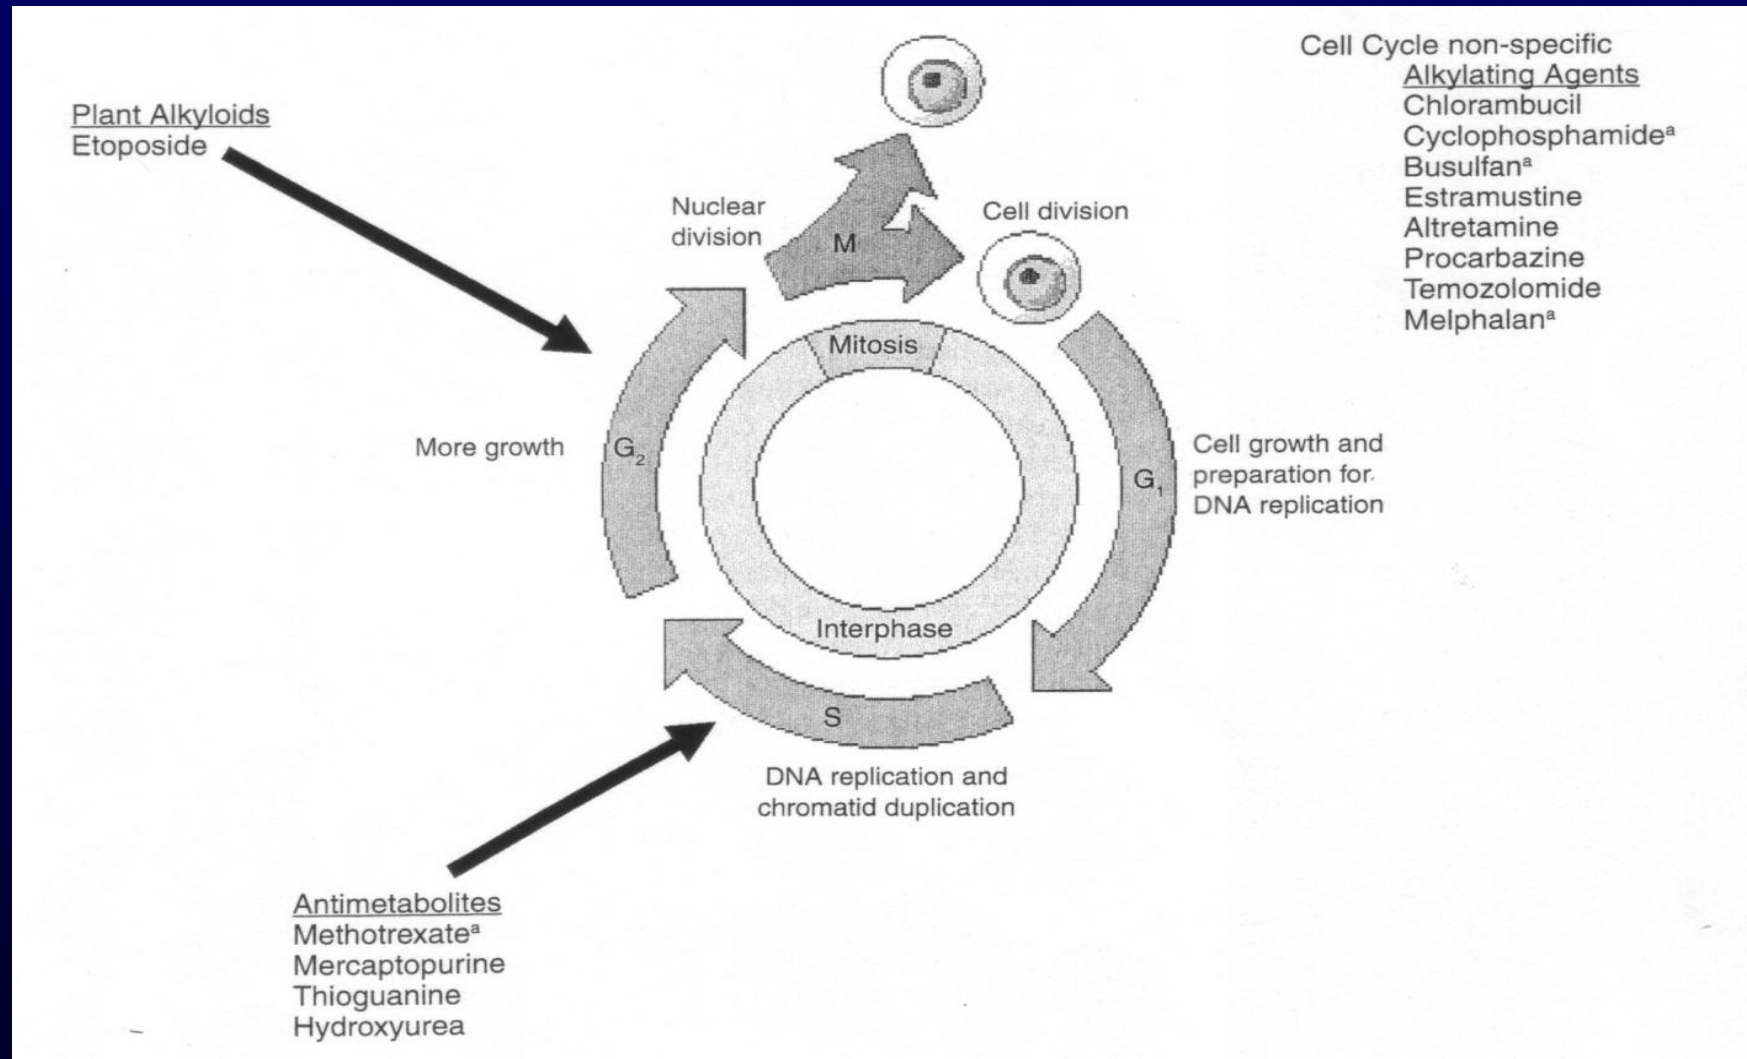 Plant Alkyloids
Etoposide
Cell Cycle non-specific
Alkylating Agents
Chlorambucil
Cyclophosphamideᵃ
Busulfanᵃ
Estramustine
Altretamine
Procarbazine
Temozolomide
Melphalanᵃ
Nuclear
division
M
Cell division
Mitosis
More growth
G₂
G₁
Cell growth and
preparation for
DNA replication
Interphase
S
DNA replication and
chromatid duplication
Antimetabolites
Methotrexateᵃ
Mercaptopurine
Thioguanine
Hydroxyurea